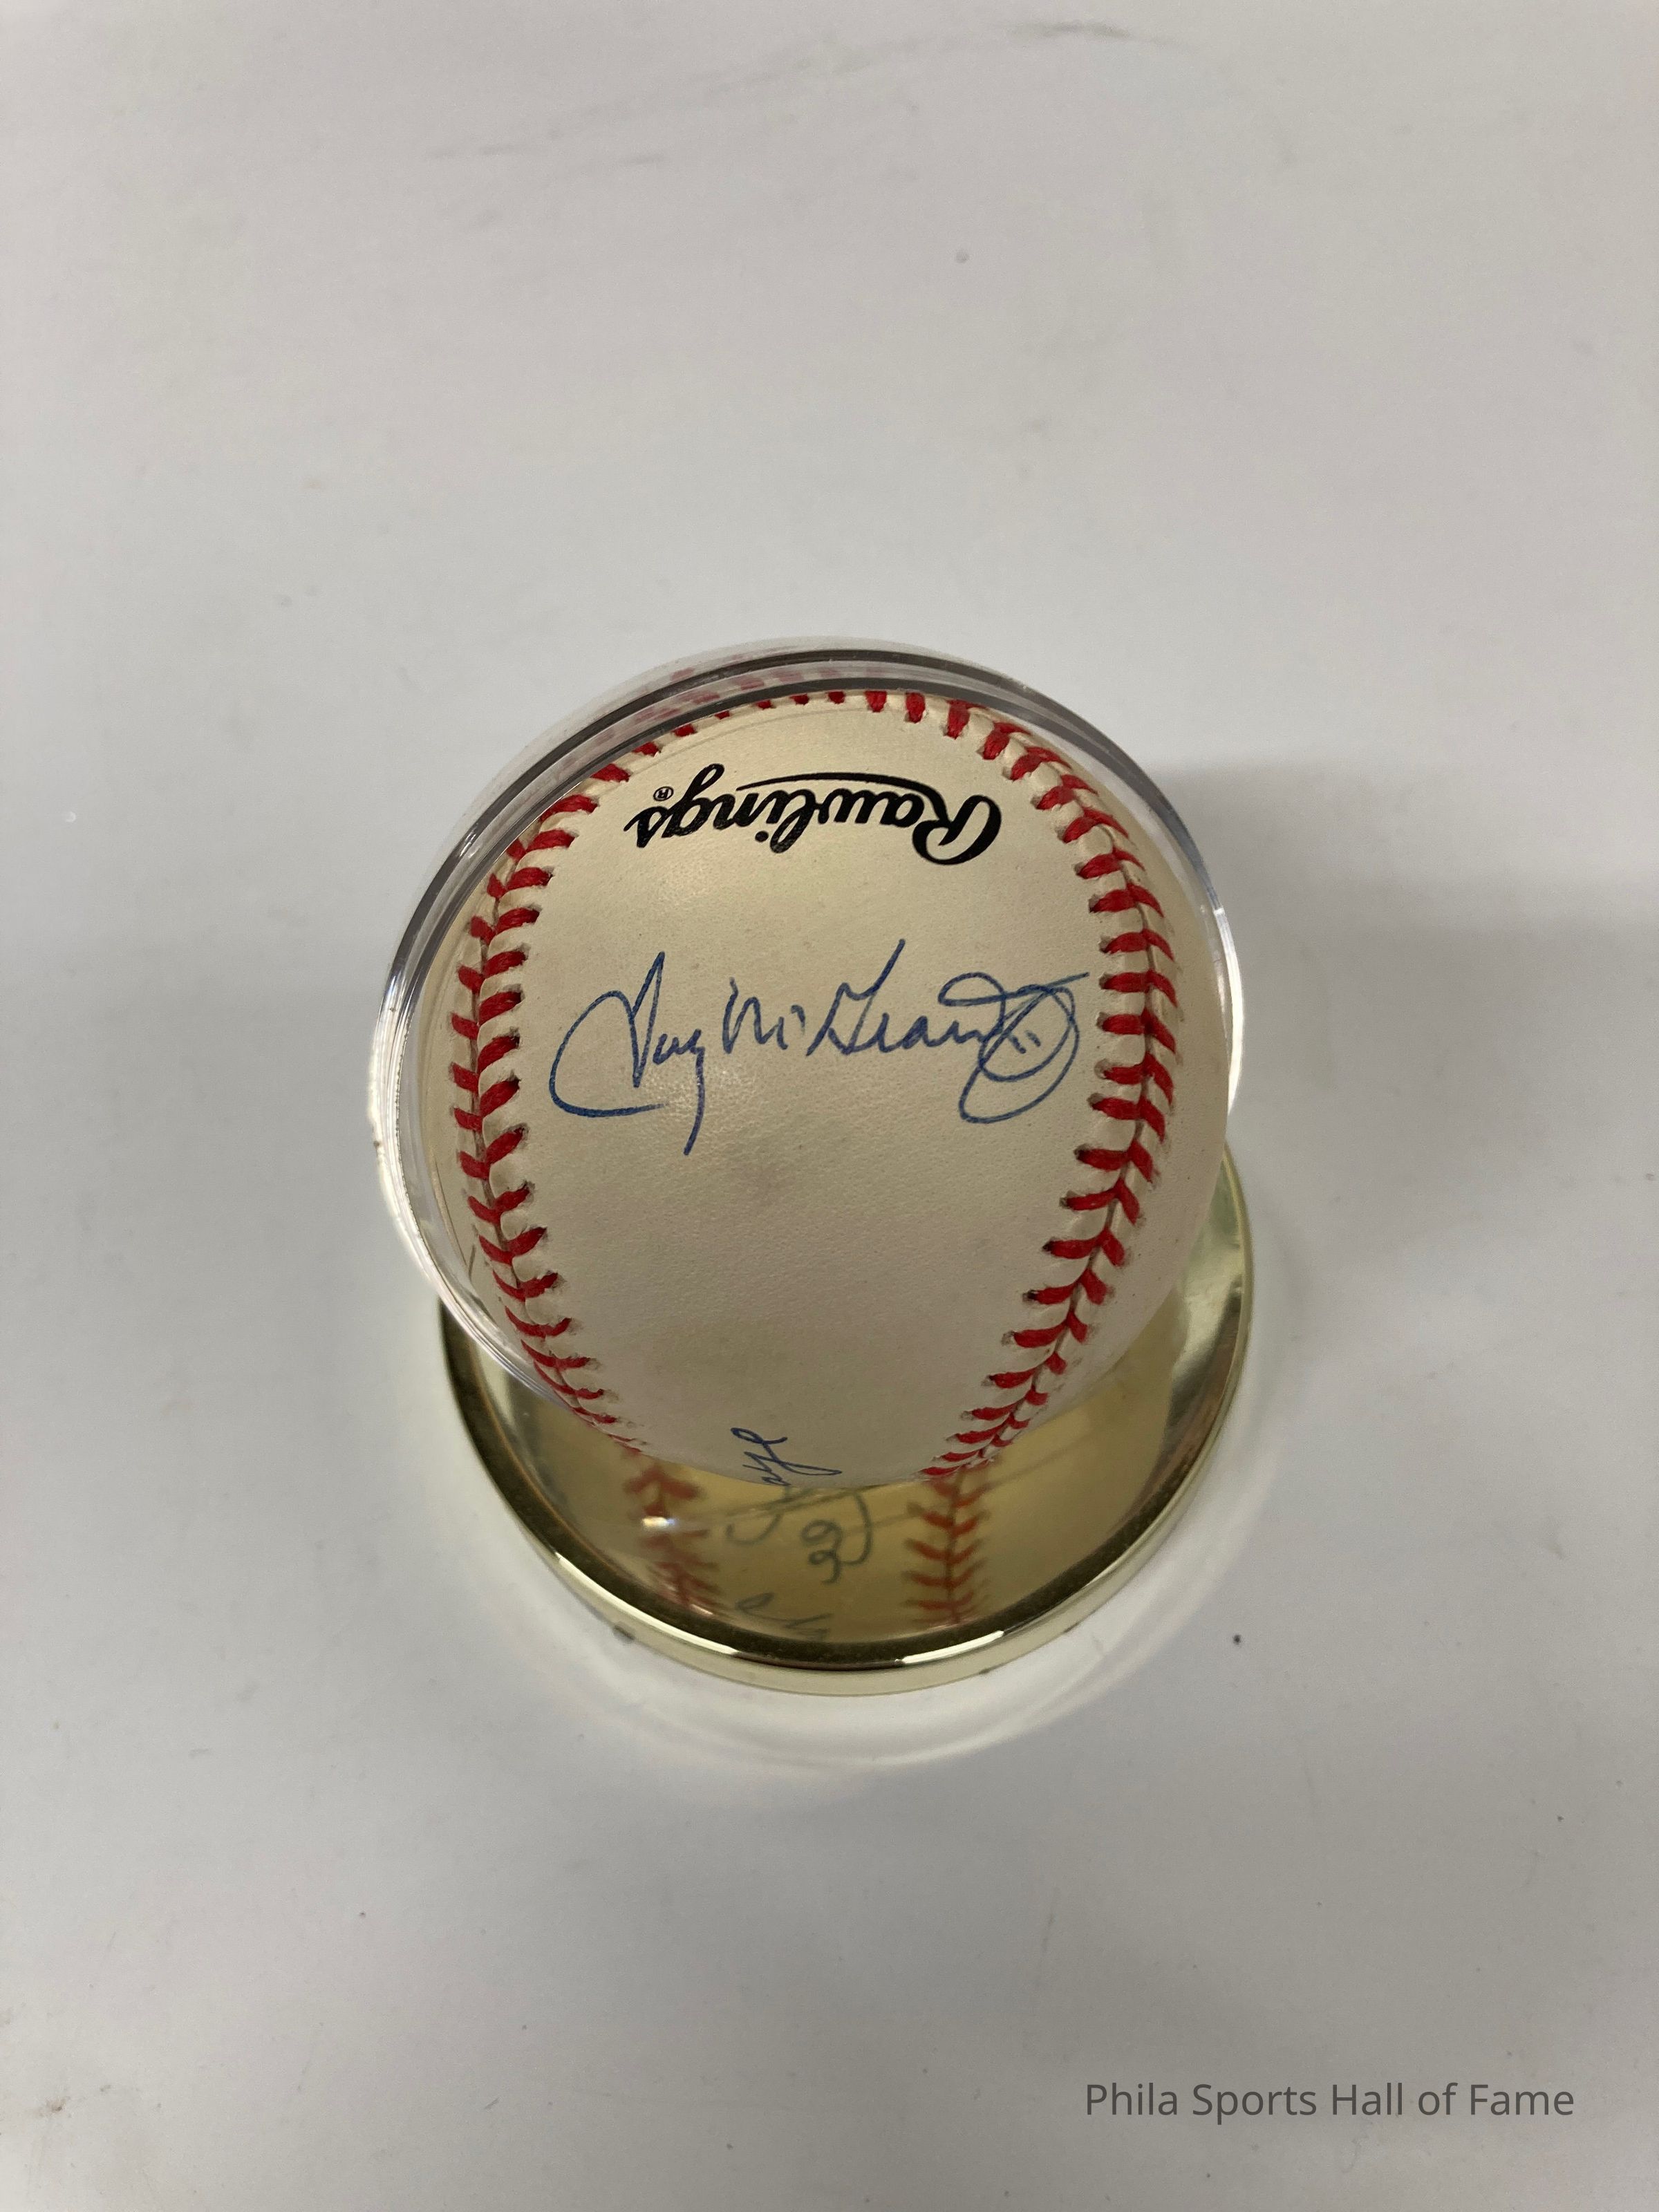 Rawlings®
Tug McGraw
Phila Sports Hall of Fame